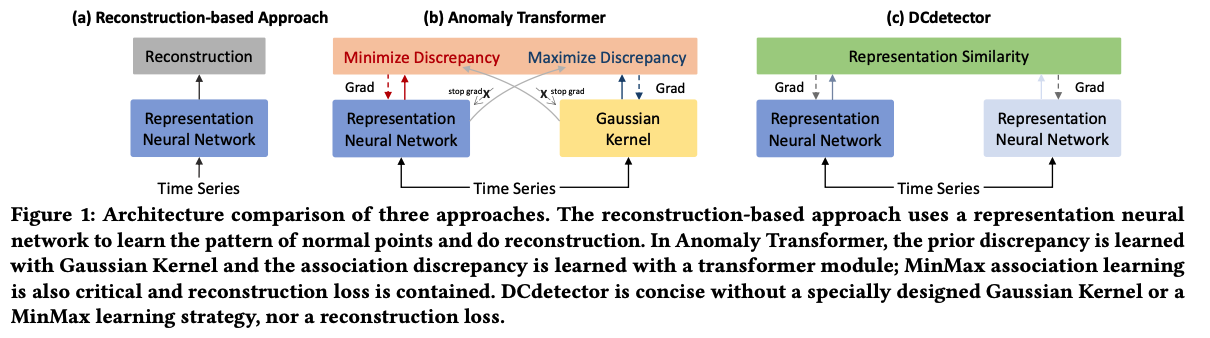 (a) Reconstruction-based Approach
(b) Anomaly Transformer
(c) DCdetector
Reconstruction
Representation
Neural Network
Time Series
Minimize Discrepancy
Maximize Discrepancy
Grad
stop grad
X
X
stop grad
Grad
Representation
Neural Network
Gaussian
Kernel
Time Series
Representation Similarity
Grad
Grad
Representation
Neural Network
Representation
Neural Network
Time Series
Figure 1: Architecture comparison of three approaches. The reconstruction-based approach uses a representation neural
network to learn the pattern of normal points and do reconstruction. In Anomaly Transformer, the prior discrepancy is learned
with Gaussian Kernel and the association discrepancy is learned with a transformer module; MinMax association learning
is also critical and reconstruction loss is contained. DCdetector is concise without a specially designed Gaussian Kernel or a
MinMax learning strategy, nor a reconstruction loss.